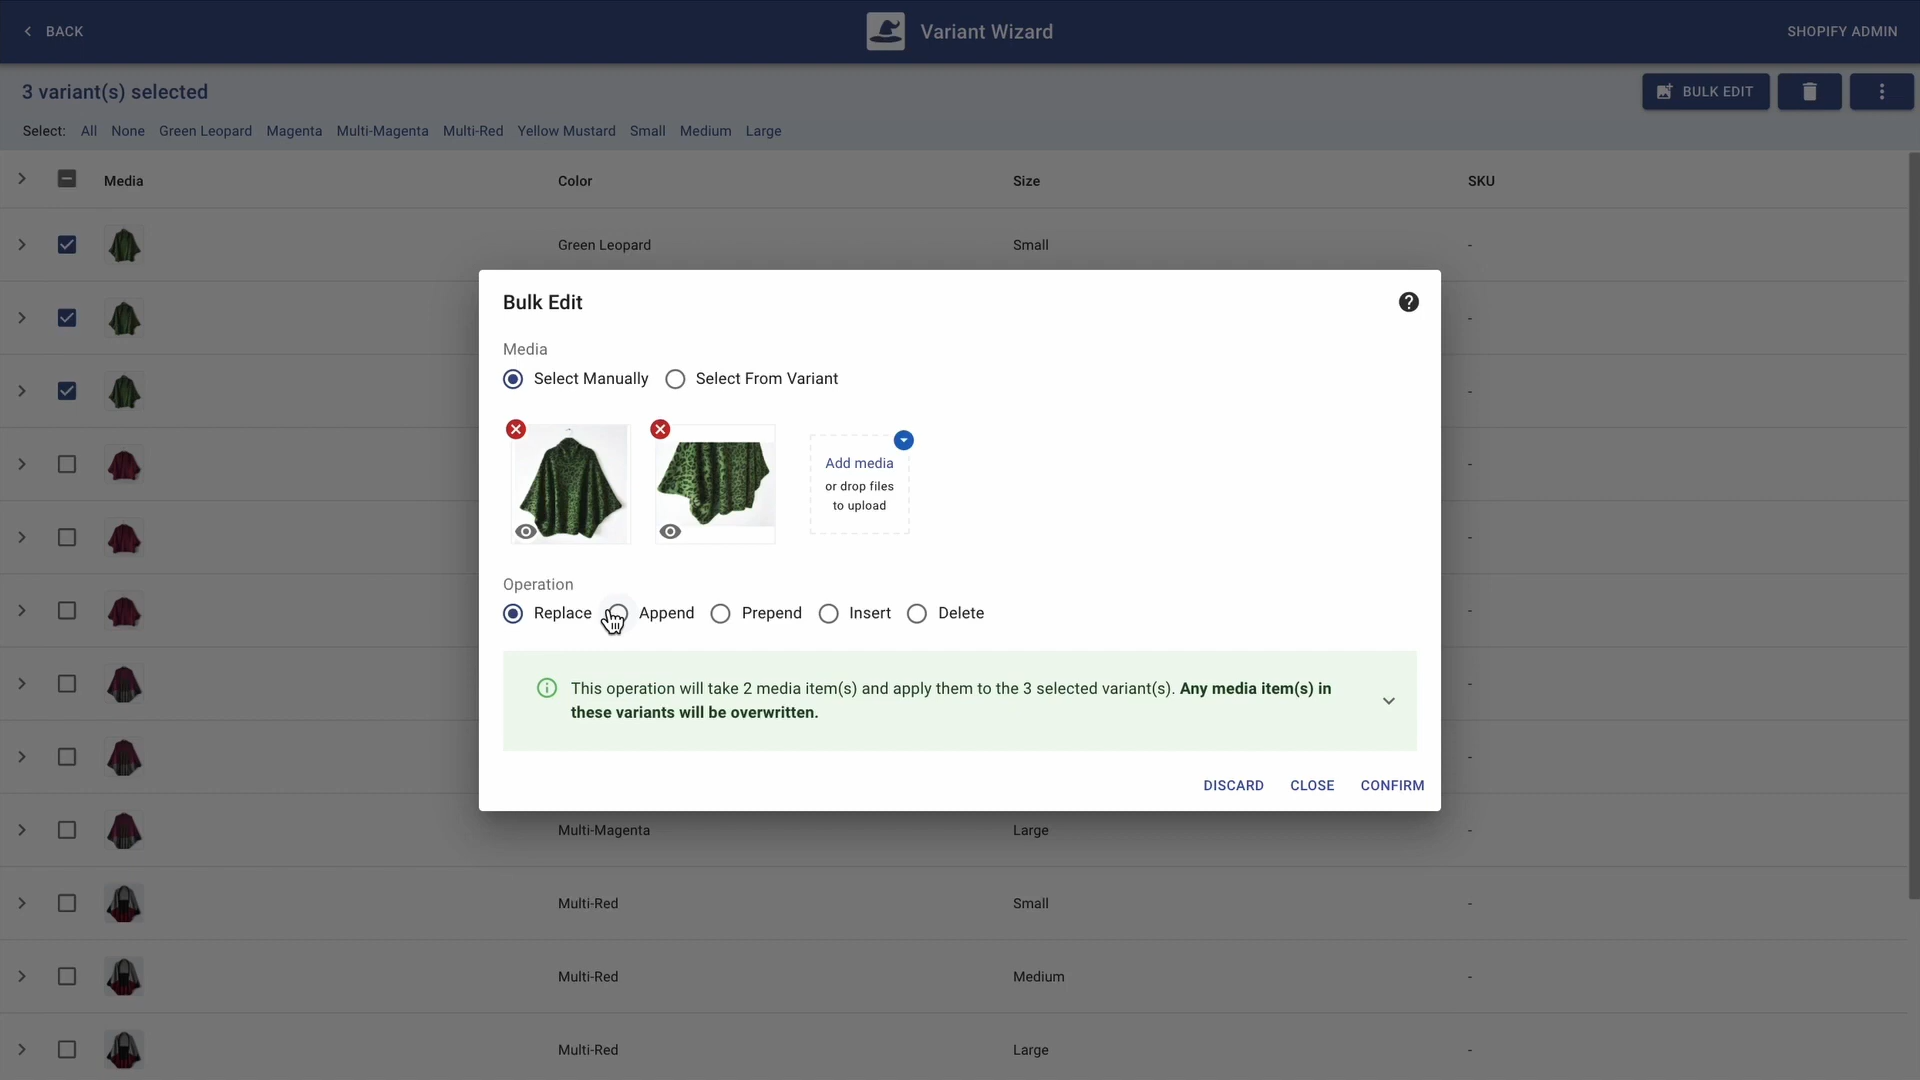 BACK
Variant Wizard
SHOPIFY ADMIN
3 variant(s) selected
BULK EDIT
Select: All None Green Leopard Magenta Multi-Magenta Multi-Red Yellow Mustard Small Medium Large
Media Color Size SKU
Green Leopard Small -
Bulk Edit
Media
Select Manually Select From Variant
Add media
or drop files
to upload
Operation
Replace Append Prepend Insert Delete
This operation will take 2 media item(s) and apply them to the 3 selected variant(s). Any media item(s) in
these variants will be overwritten.
DISCARD CLOSE CONFIRM
-
-
-
-
-
-
-
Multi-Magenta Large -
Multi-Red Small -
Multi-Red Medium -
Multi-Red Large -